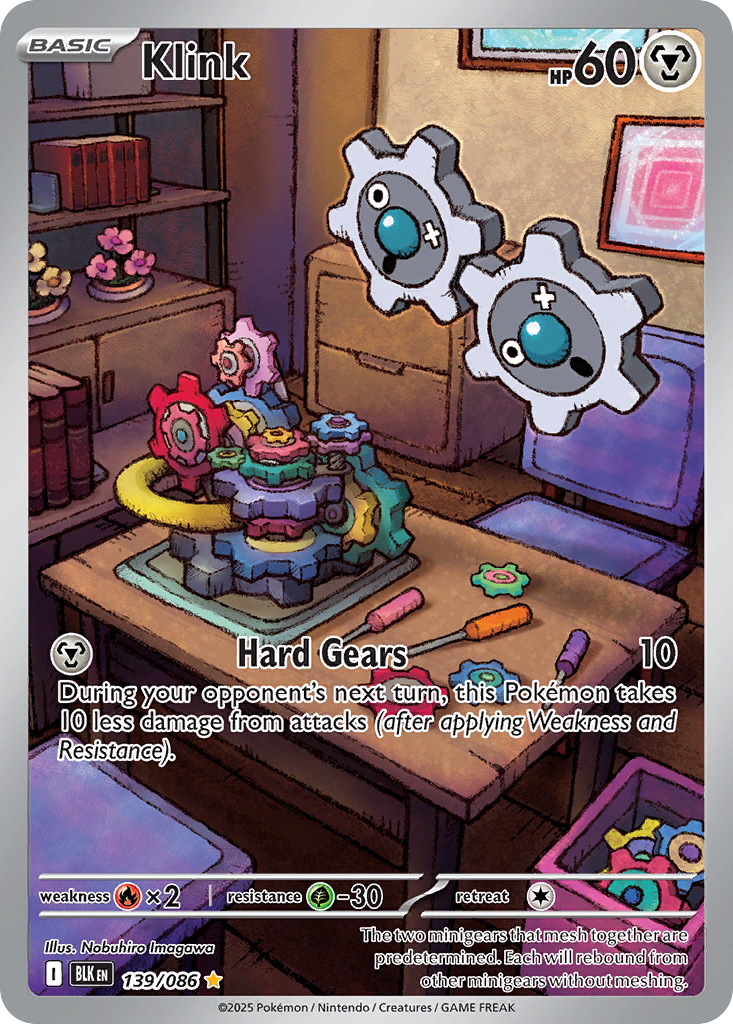 BASIC
Klink
HP 60
Hard Gears 10
During your opponent's next turn, this Pokémon takes
10 less damage from attacks (after applying Weakness and
Resistance).
weakness ×2 resistance -30 retreat
Illus. Nobuhiro Imagawa
The two minigears that mesh together are
predetermined. Each will rebound from
other minigears without meshing.
I BLK EN 139/086
©2025 Pokémon / Nintendo / Creatures / GAME FREAK